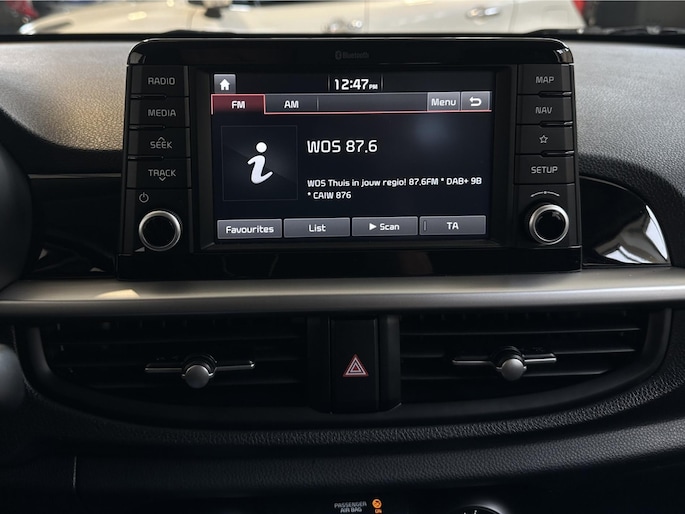 Bluetooth
RADIO
MEDIA
SEEK
TRACK
12:47PM
FM AM Menu
WOS 87.6
WOS Thuis in jouw regio! 87,6FM * DAB+ 9B
* CAIW 876
Favourites List Scan TA
MAP
NAV
SETUP
PASSENGER
AIR BAG
ON